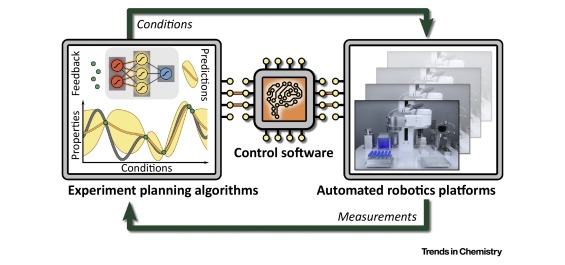 Conditions
Feedback
Predictions
Properties
Conditions
Control software
Experiment planning algorithms
Automated robotics platforms
Measurements
Trends in Chemistry